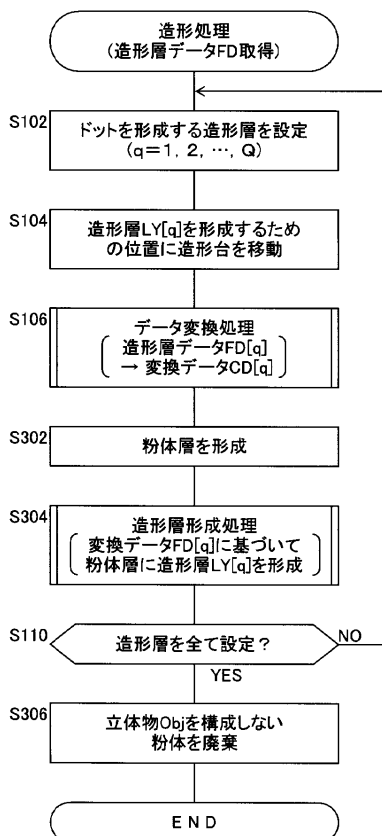 造形処理
(造形層データFD取得)
S102
ドットを形成する造形層を設定
(q=1, 2, …, Q)
S104
造形層LY[q]を形成するため
の位置に造形台を移動
S106
データ変換処理
造形層データFD[q]
→ 変換データCD[q]
S302
粉体層を形成
S304
造形層形成処理
変換データFD[q]に基づいて
粉体層に造形層LY[q]を形成
S110
造形層を全て設定?
NO
YES
S306
立体物Objを構成しない
粉体を廃棄
END